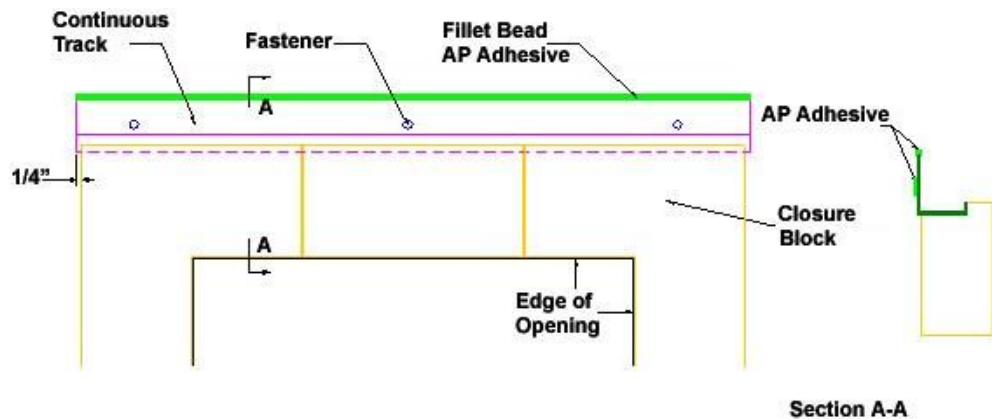 Continuous
Track
Fastener
Fillet Bead
AP Adhesive
A
AP Adhesive
1/4”
Closure
Block
A
Edge of
Opening
Section A-A